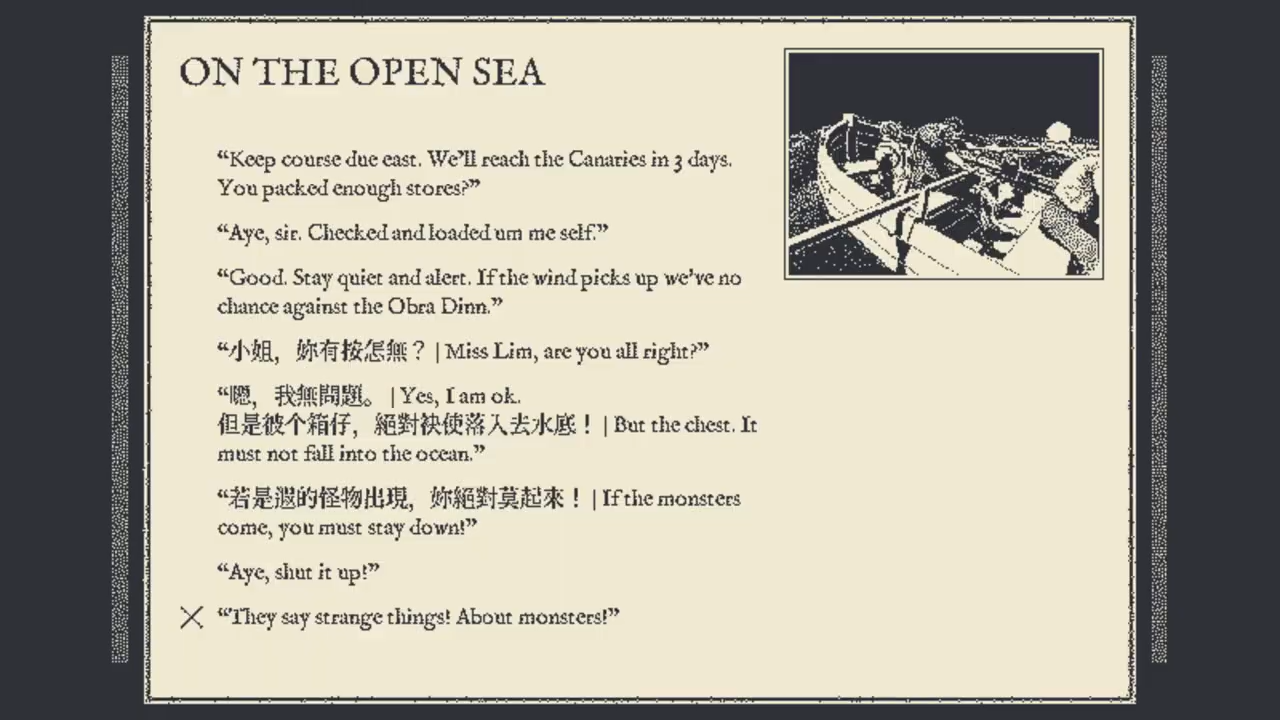 ON THE OPEN SEA
“Keep course due east. We’ll reach the Canaries in 3 days.
You packed enough stores?”
“Aye, sir. Checked and loaded um me self.”
“Good. Stay quiet and alert. If the wind picks up we’ve no
chance against the Obra Dinn.”
“小姐，妳有按怎無？ | Miss Lim, are you all right?”
“嗯，我無問題。 | Yes, I am ok.
但是彼个箱仔，絕對袂使落入去水底！ | But the chest. It
must not fall into the ocean.”
“若是遐的怪物出現，妳絕對莫起來！ | If the monsters
come, you must stay down!”
“Aye, shut it up!”
“They say strange things! About monsters!”